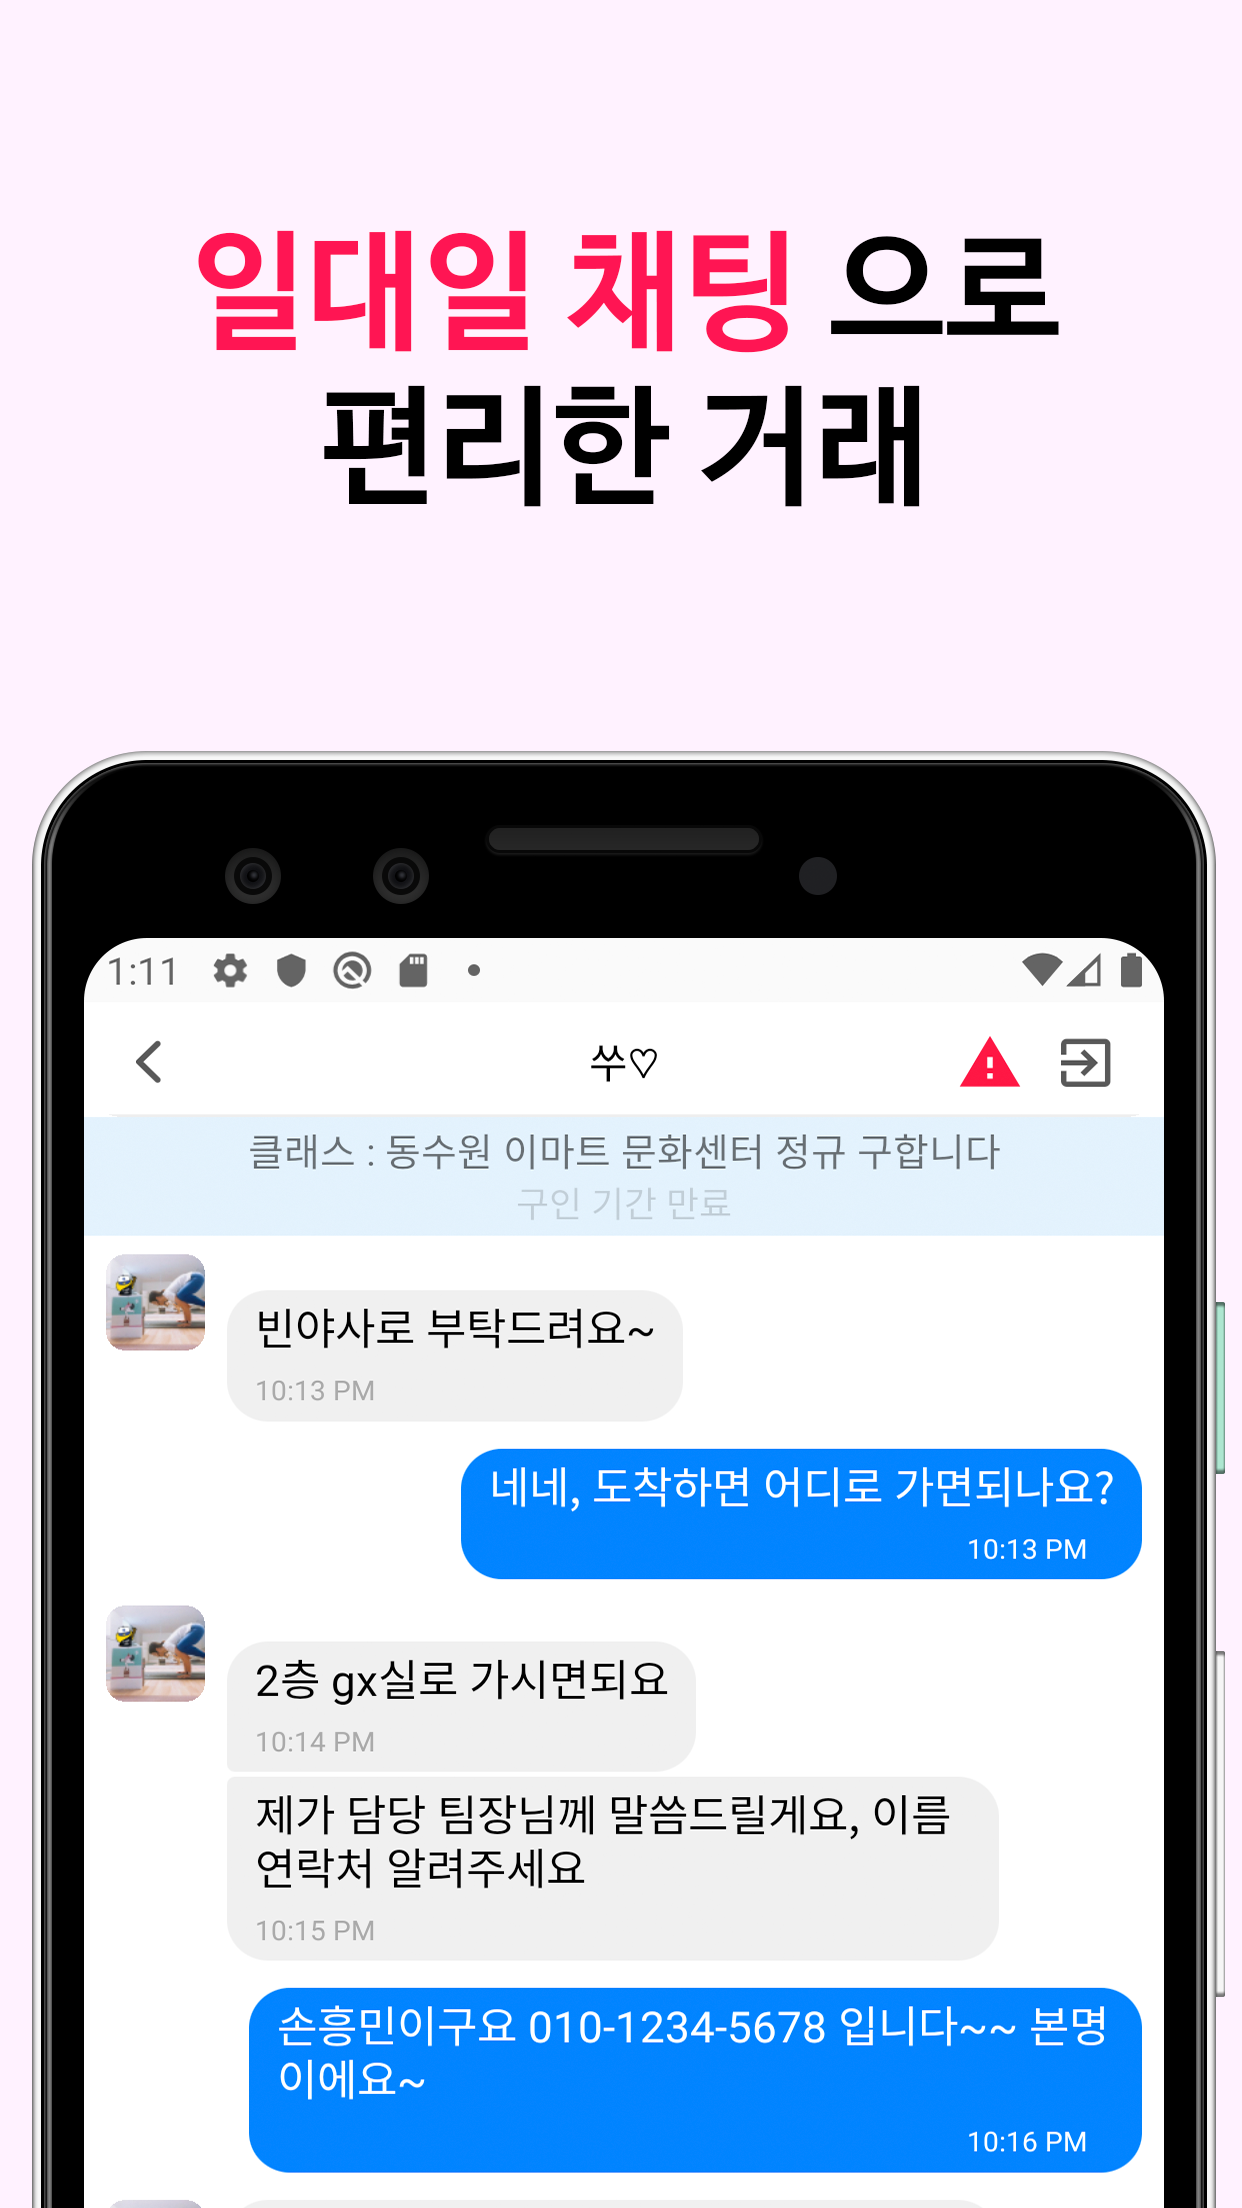 일대일 채팅 으로
편리한 거래
1:11
쑤♡
클래스 : 동수원 이마트 문화센터 정규 구합니다
구인 기간 만료
빈야사로 부탁드려요~
10:13 PM
네네, 도착하면 어디로 가면되나요?
10:13 PM
2층 gx실로 가시면되요
10:14 PM
제가 담당 팀장님께 말씀드릴게요, 이름
연락처 알려주세요
10:15 PM
손흥민이구요 010-1234-5678 입니다~~ 본명
이에요~
10:16 PM